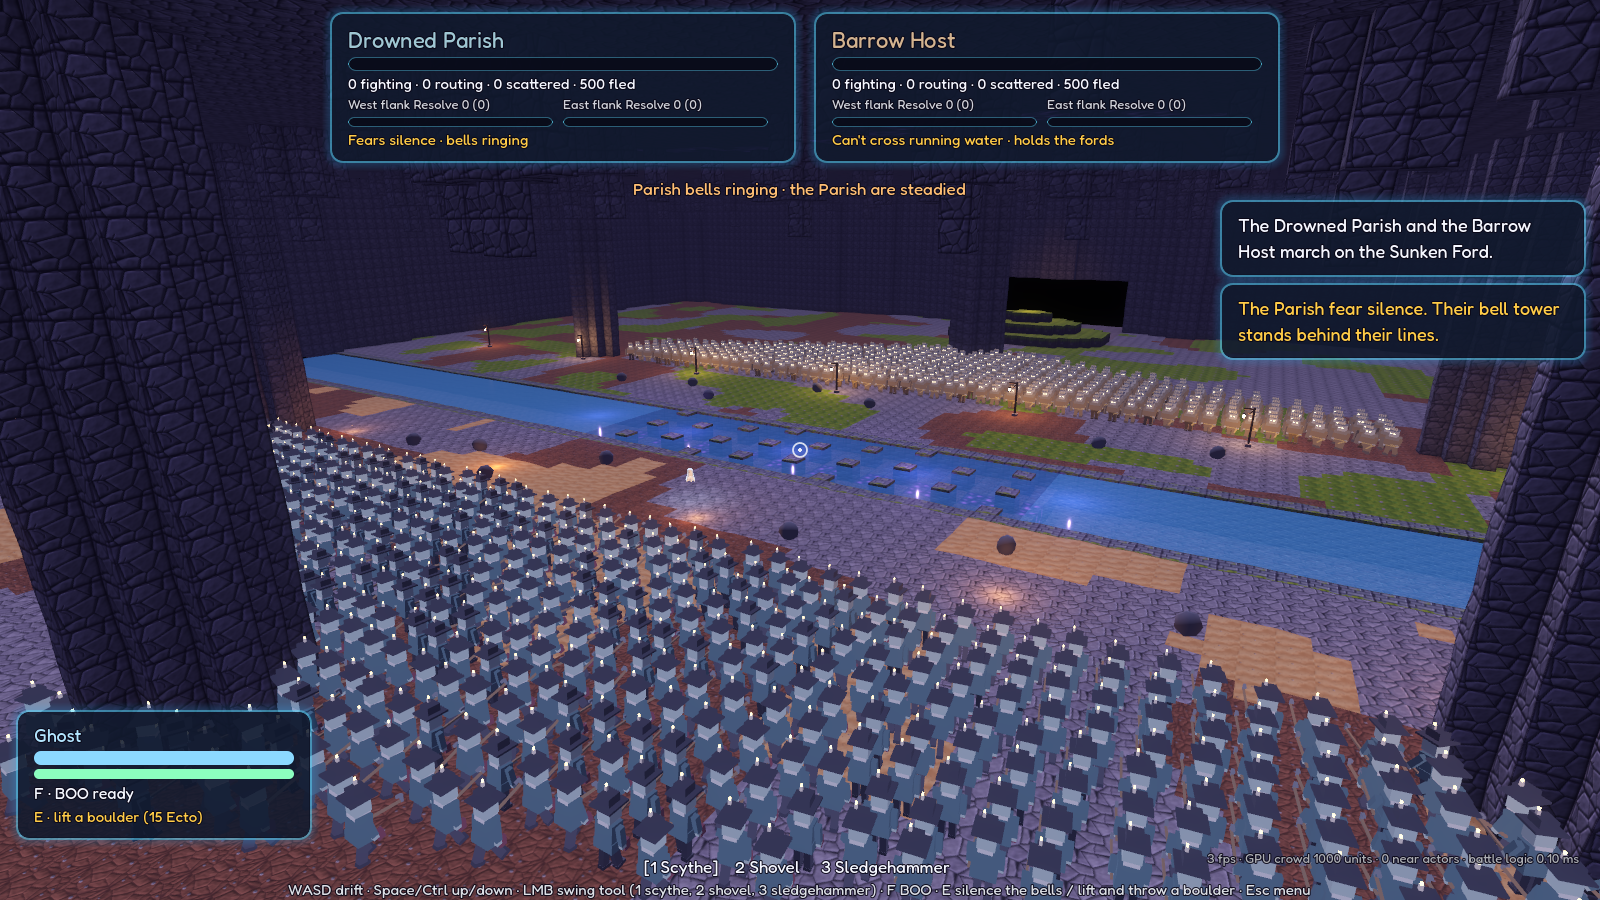 Drowned Parish
0 fighting · 0 routing · 0 scattered · 500 fled
West flank Resolve 0 (0) East flank Resolve 0 (0)
Fears silence · bells ringing
Barrow Host
0 fighting · 0 routing · 0 scattered · 500 fled
West flank Resolve 0 (0) East flank Resolve 0 (0)
Can't cross running water · holds the fords
Parish bells ringing · the Parish are steadied
The Drowned Parish and the Barrow
Host march on the Sunken Ford.
The Parish fear silence. Their bell tower
stands behind their lines.
Ghost
F · BOO ready
E · lift a boulder (15 Ecto)
[1 Scythe] 2 Shovel 3 Sledgehammer
3 fps · GPU crowd 1000 units · 0 near actors · battle logic 0.10 ms
WASD drift · Space/Ctrl up/down · LMB swing tool (1 scythe, 2 shovel, 3 sledgehammer) · F BOO · E silence the bells / lift and throw a boulder · Esc menu